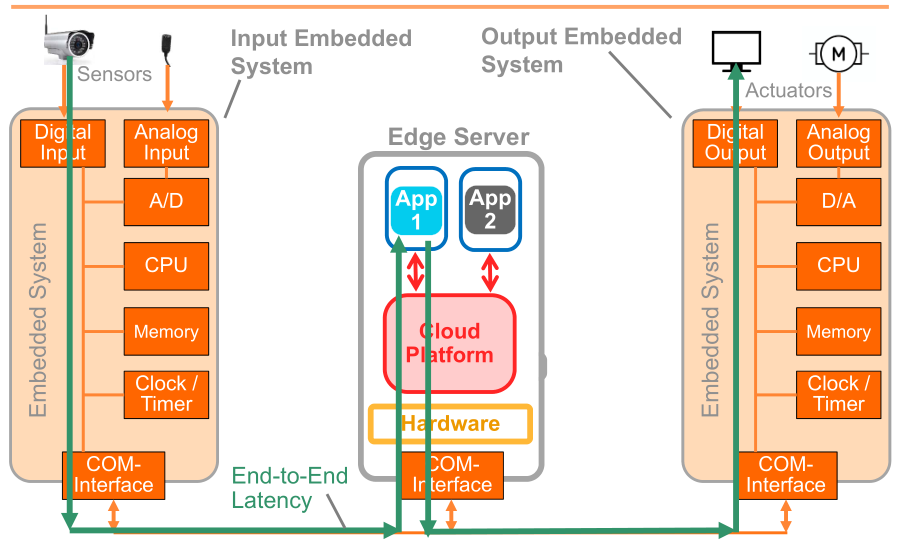 Sensors
Input Embedded
System
Output Embedded
System
M
Actuators
Digital
Input
Analog
Input
A/D
CPU
Memory
Clock /
Timer
COM-
Interface
Embedded System
Edge Server
App
1
App
2
Cloud
Platform
Hardware
COM-
Interface
End-to-End
Latency
Digital
Output
Analog
Output
D/A
CPU
Memory
Clock /
Timer
COM-
Interface
Embedded System